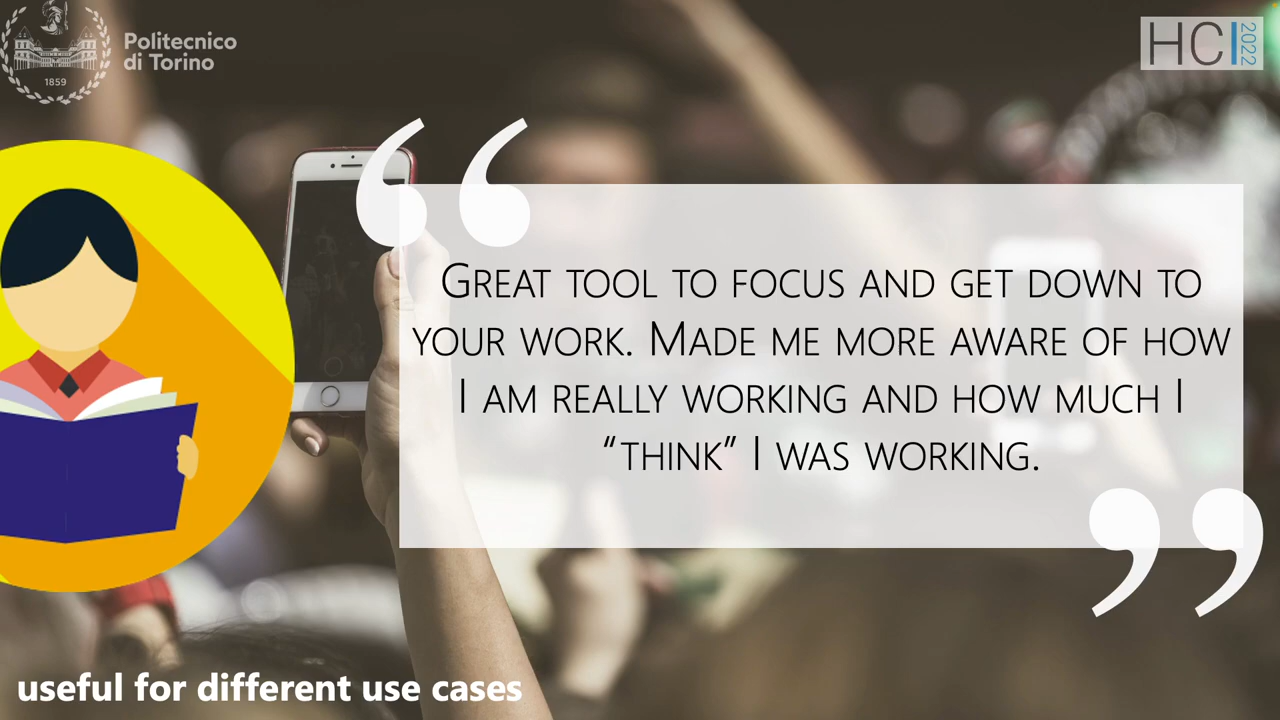 Politecnico
di Torino
1859
HCI 2022
“
GREAT TOOL TO FOCUS AND GET DOWN TO
YOUR WORK. MADE ME MORE AWARE OF HOW
I AM REALLY WORKING AND HOW MUCH I
“THINK” I WAS WORKING.
”
useful for different use cases